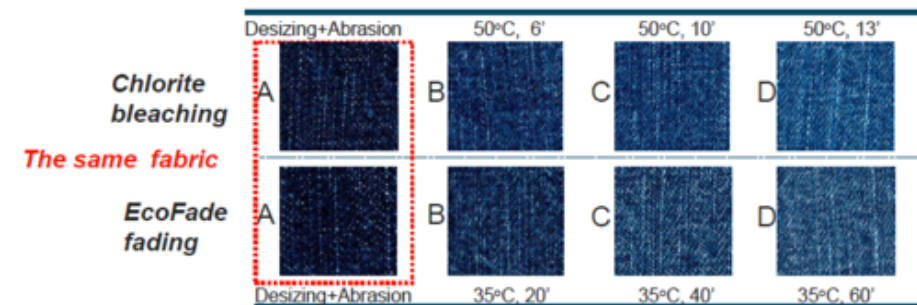 Desizing+Abrasion 50°C, 6' 50°C, 10' 50°C, 13'
Chlorite
bleaching
A B C D
The same fabric
EcoFade
fading
A B C D
Desizing+Abrasion 35°C, 20' 35°C, 40' 35°C, 60'